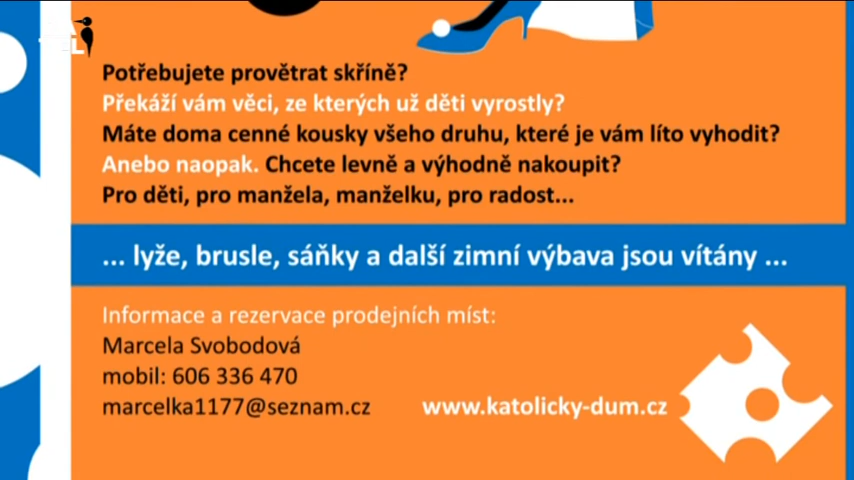 Potřebujete provětrat skříně?
Překáží vám věci, ze kterých už děti vyrostly?
Máte doma cenné kousky všeho druhu, které je vám líto vyhodit?
Anebo naopak. Chcete levně a výhodně nakoupit?
Pro děti, pro manžela, manželku, pro radost...
... lyže, brusle, sáňky a další zimní výbava jsou vítány ...
Informace a rezervace prodejních míst:
Marcela Svobodová
mobil: 606 336 470
marcelka1177@seznam.cz www.katolicky-dum.cz